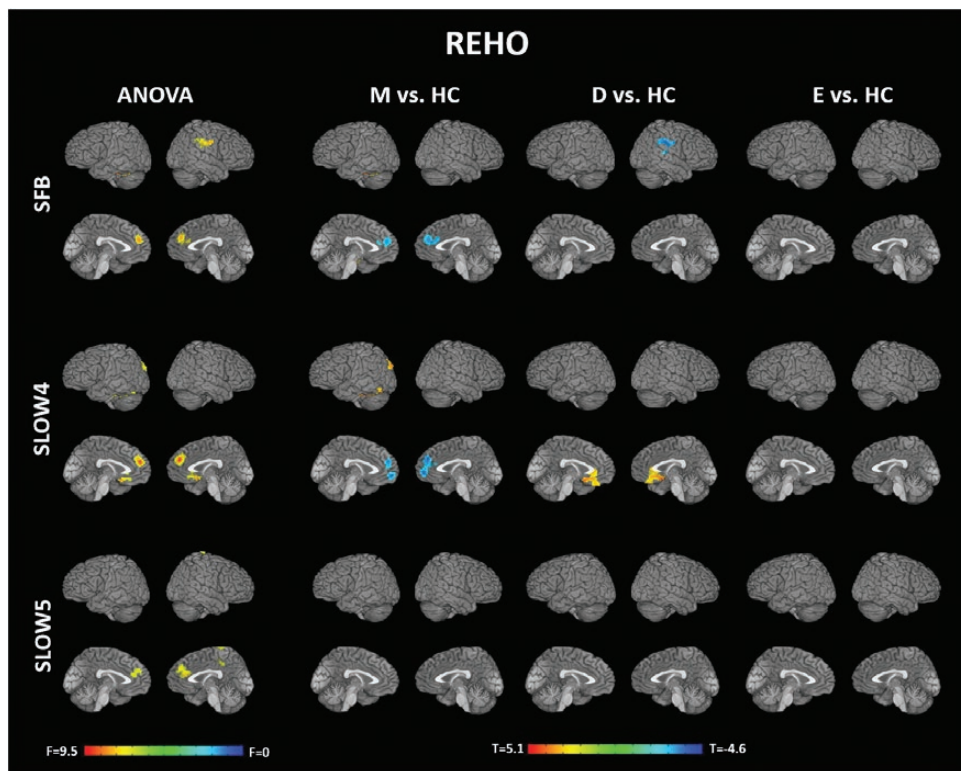 REHO
ANOVA M vs. HC D vs. HC E vs. HC
SFB
SLOW4
SLOW5
F=9.5 F=0 T=5.1 T=-4.6